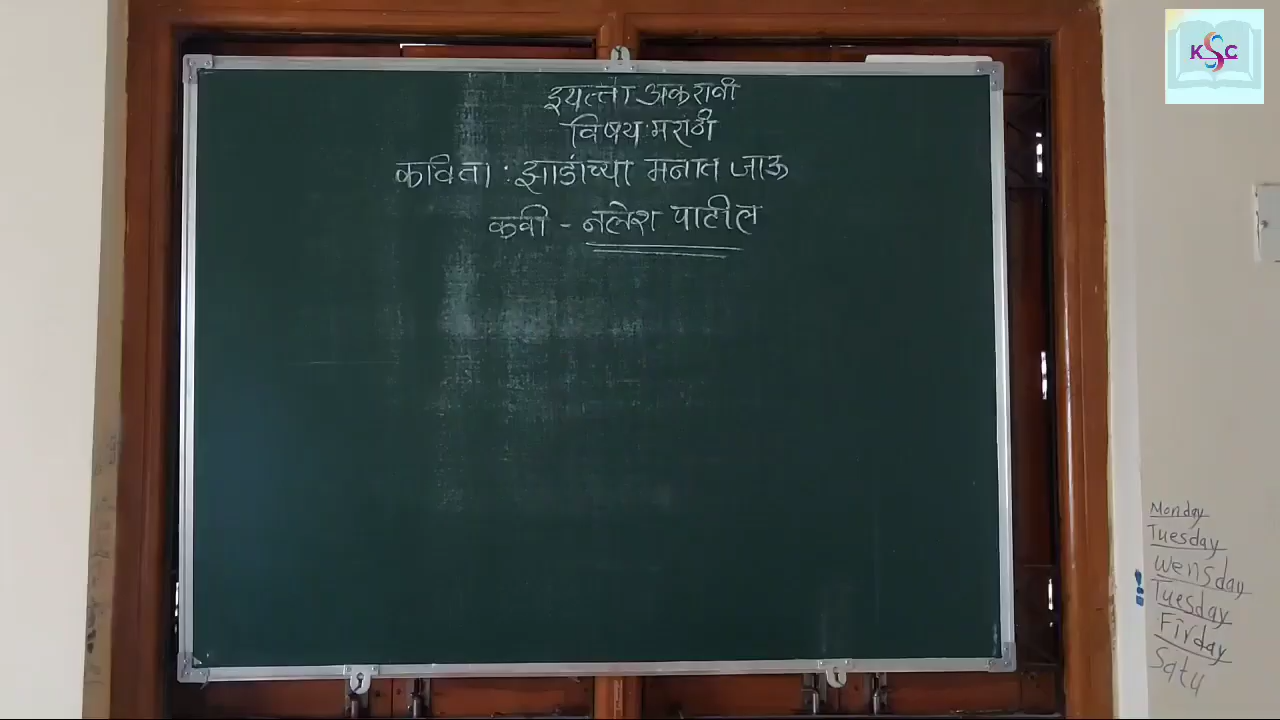 इयत्ता अकरावी
विषय: मराठी
कविता : झाडांच्या मनात जाऊ
कवी - नलेश पाटील
KSC
Monday
Tuesday
wensday
Tuesday
Firday
Satu